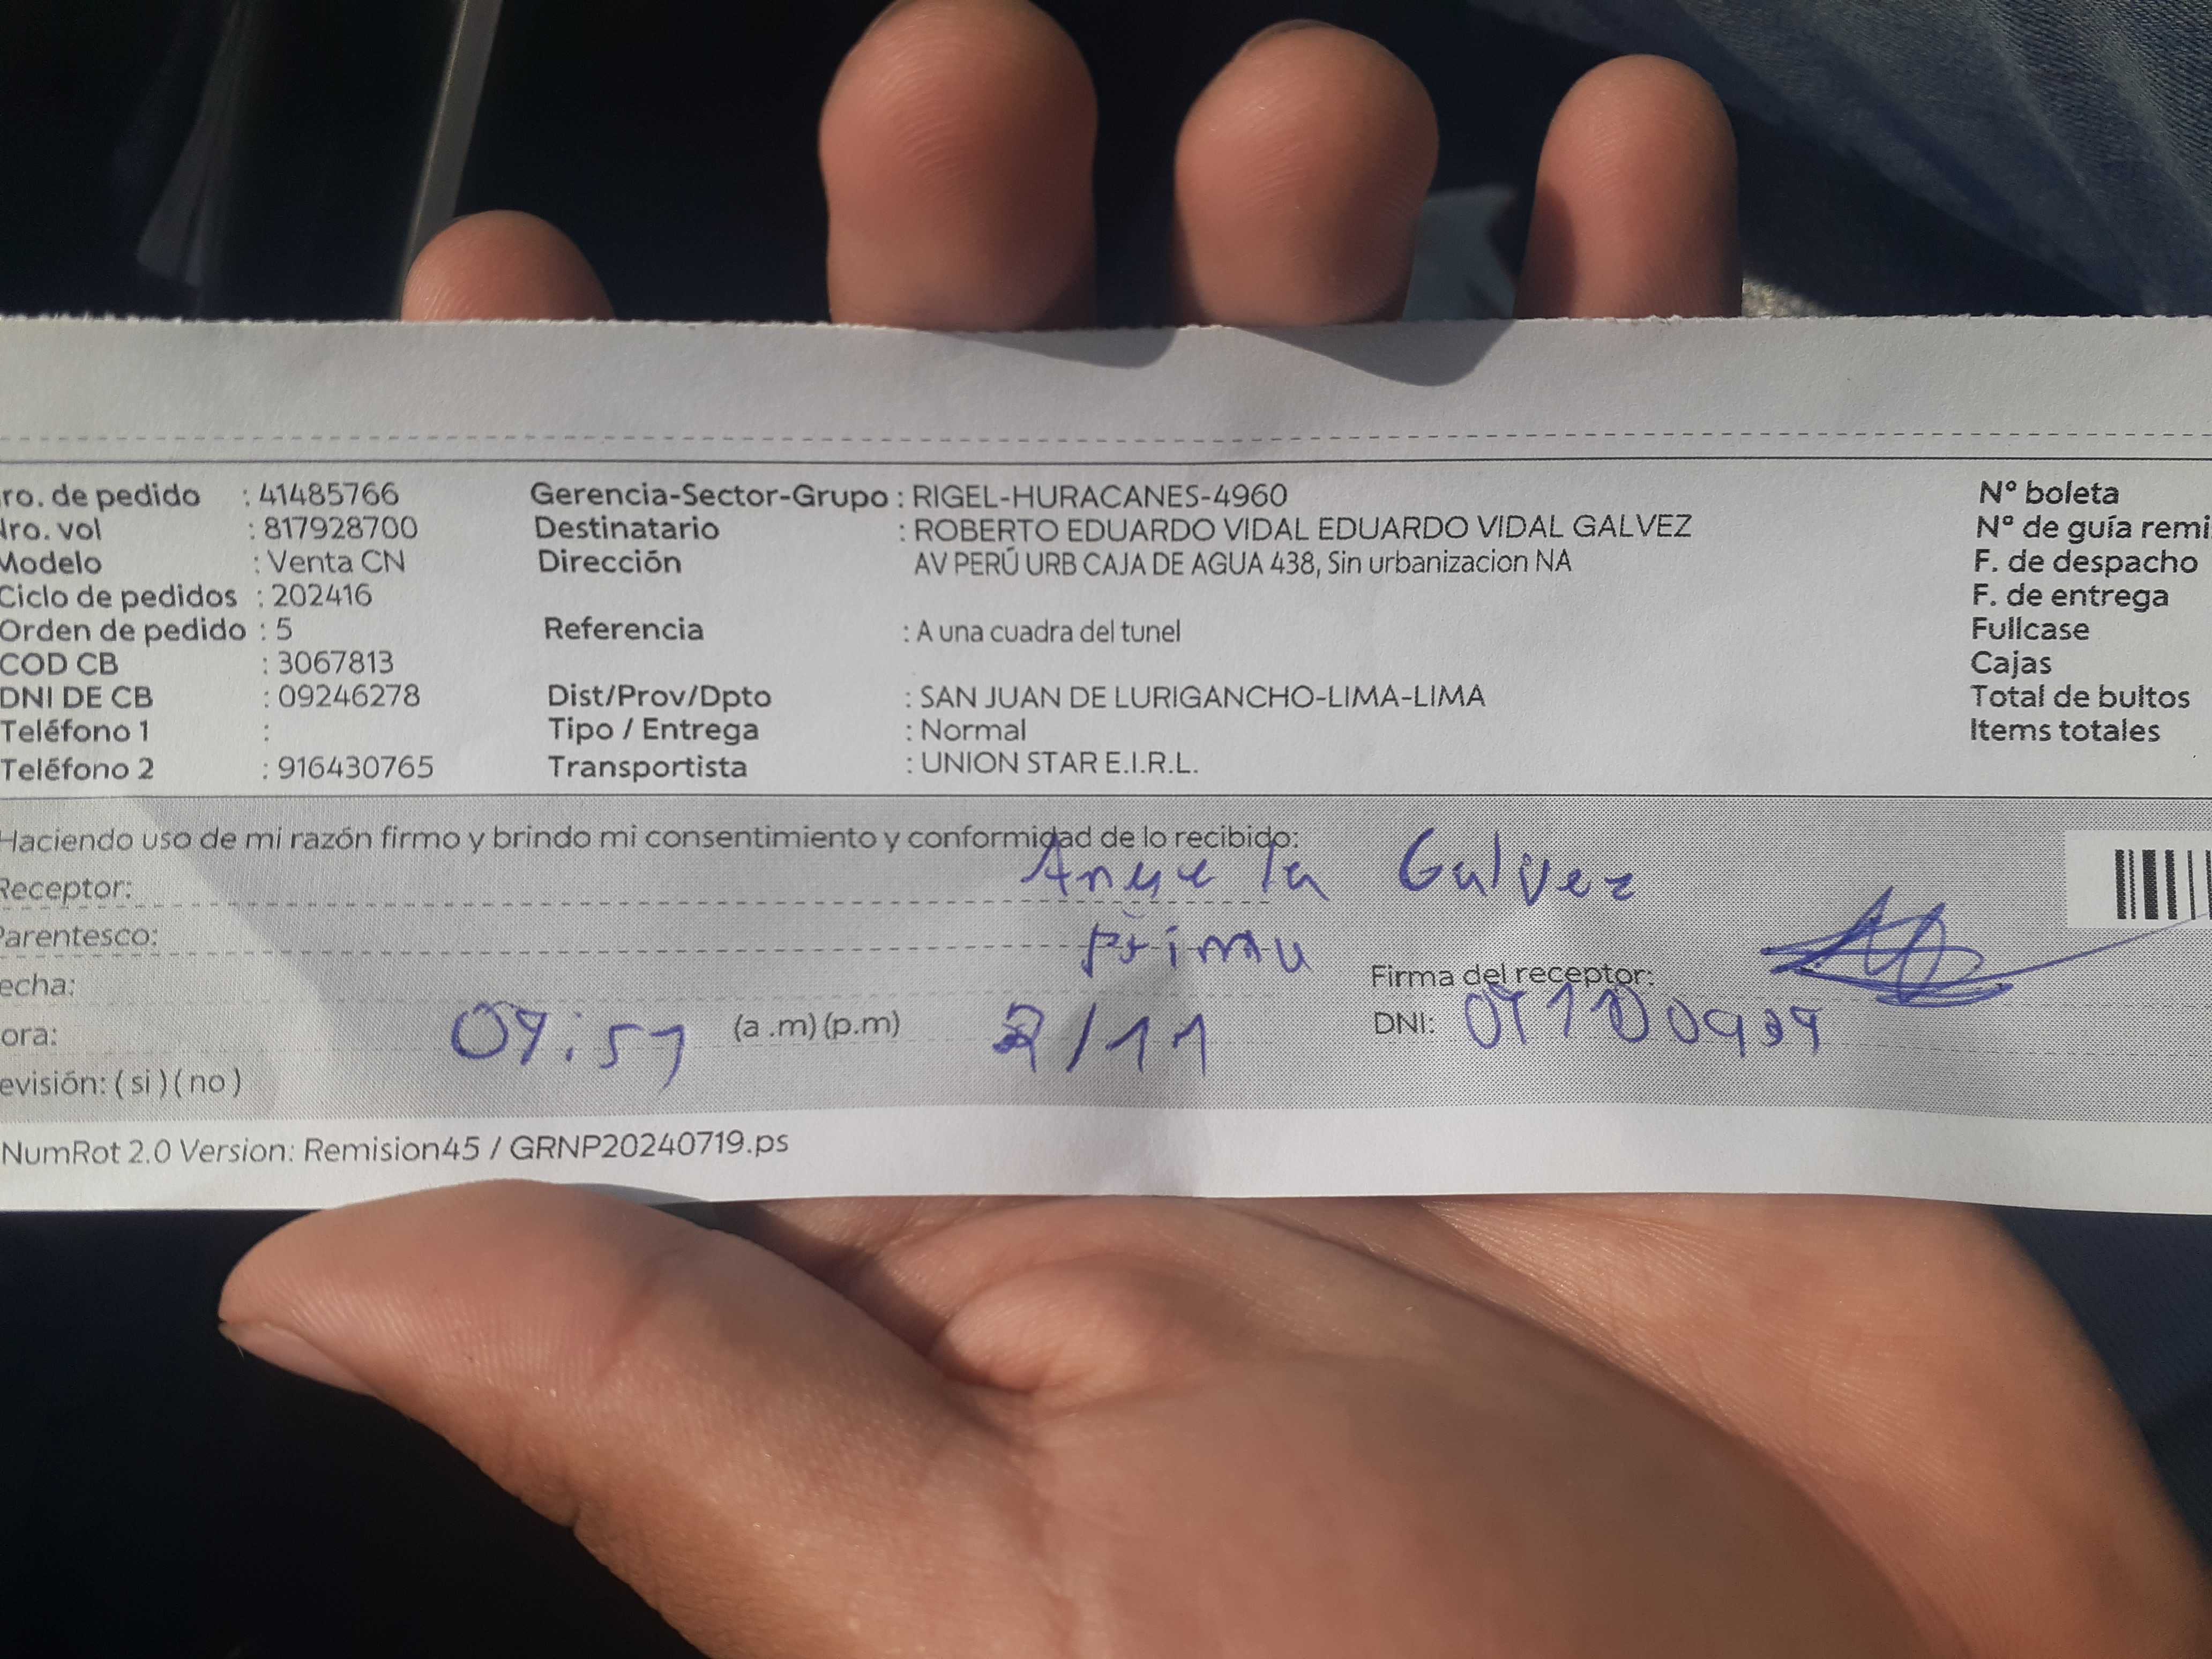 ro. de pedido : 41485766 Gerencia-Sector-Grupo : RIGEL-HURACANES-4960 Nº boleta
Nro. vol : 817928700 Destinatario : ROBERTO EDUARDO VIDAL EDUARDO VIDAL GALVEZ Nº de guía remi
Modelo : Venta CN Dirección AV PERÚ URB CAJA DE AGUA 438, Sin urbanizacion NA F. de despacho
Ciclo de pedidos : 202416 F. de entrega
Orden de pedido : 5 Referencia : A una cuadra del tunel Fullcase
COD CB : 3067813 Cajas
DNI DE CB : 09246278 Dist/Prov/Dpto : SAN JUAN DE LURIGANCHO-LIMA-LIMA Total de bultos
Teléfono 1 : Tipo / Entrega : Normal Items totales
Teléfono 2 : 916430765 Transportista : UNION STAR E.I.R.L.
Haciendo uso de mi razón firmo y brindo mi consentimiento y conformidad de lo recibido:
Receptor: Galvez
Parentesco:
echa: Firma del receptor:
ora: (a .m) (p.m) 2/11 DNI:
evisión: ( si ) ( no )
NumRot 2.0 Version: Remision45 / GRNP20240719.ps